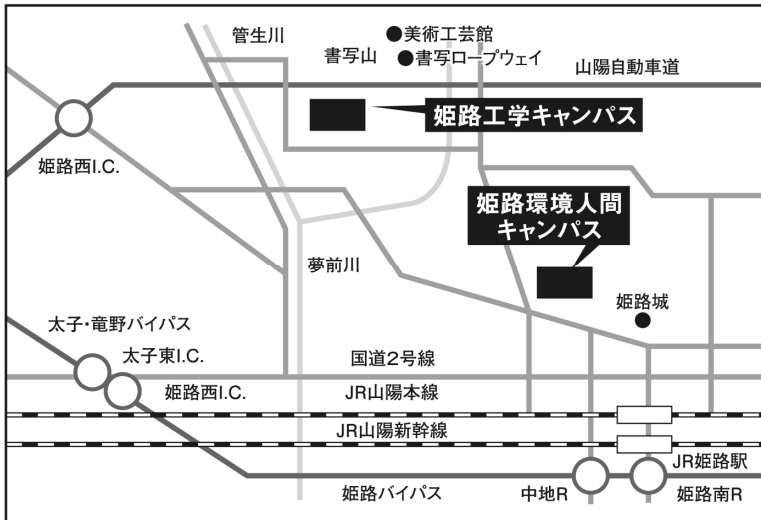 管生川
●美術工芸館
書写山
●書写ロープウェイ
山陽自動車道
姫路工学キャンパス
姫路西I.C.
姫路環境人間
キャンパス
夢前川
姫路城
太子・竜野バイパス
太子東I.C.
国道2号線
姫路西I.C.
JR山陽本線
JR山陽新幹線
JR姫路駅
姫路バイパス
中地R
姫路南R